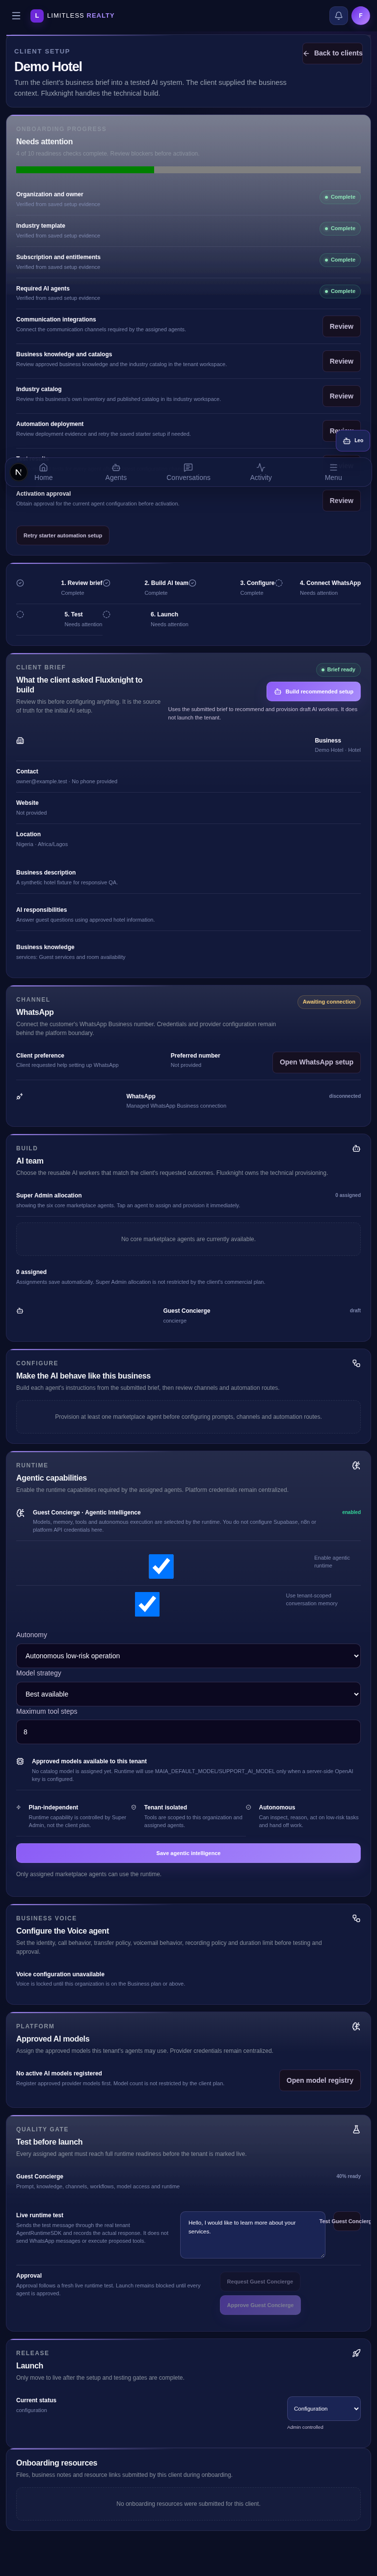 L LIMITLESS REALTY F
CLIENT SETUP
Demo Hotel
← Back to clients
Turn the client's business brief into a tested AI system. The client supplied the business
context. Fluxknight handles the technical build.
ONBOARDING PROGRESS
Needs attention
4 of 10 readiness checks complete. Review blockers before activation.
Organization and owner
Verified from saved setup evidence
Complete
Industry template
Verified from saved setup evidence
Complete
Subscription and entitlements
Verified from saved setup evidence
Complete
Required AI agents
Verified from saved setup evidence
Complete
Communication integrations
Connect the communication channels required by the assigned agents.
Review
Business knowledge and catalogs
Review approved business knowledge and the industry catalog in the tenant workspace.
Review
Industry catalog
Review this business's own inventory and published catalog in its industry workspace.
Review
Automation deployment
Review deployment evidence and retry the saved starter setup if needed.
Leo
N
Home
Agents
Conversations
Activity
Menu
Activation approval
Obtain approval for the current agent configuration before activation.
Review
Retry starter automation setup
1. Review brief
Complete
2. Build AI team
Complete
3. Configure
Complete
4. Connect WhatsApp
Needs attention
5. Test
Needs attention
6. Launch
Needs attention
CLIENT BRIEF
What the client asked Fluxknight to
build
Review this before configuring anything. It is the source
of truth for the initial AI setup.
Brief ready
Build recommended setup
Uses the submitted brief to recommend and provision draft AI workers. It does
not launch the tenant.
Business
Demo Hotel · Hotel
Contact
owner@example.test · No phone provided
Website
Not provided
Location
Nigeria · Africa/Lagos
Business description
A synthetic hotel fixture for responsive QA.
AI responsibilities
Answer guest questions using approved hotel information.
Business knowledge
services: Guest services and room availability
CHANNEL
WhatsApp
Connect the customer's WhatsApp Business number. Credentials and provider configuration remain
behind the platform boundary.
Awaiting connection
Client preference
Client requested help setting up WhatsApp
Preferred number
Not provided
Open WhatsApp setup
WhatsApp
Managed WhatsApp Business connection
disconnected
BUILD
AI team
Choose the reusable AI workers that match the client's requested outcomes. Fluxknight owns the technical provisioning.
Super Admin allocation
showing the six core marketplace agents. Tap an agent to assign and provision it immediately.
0 assigned
No core marketplace agents are currently available.
0 assigned
Assignments save automatically. Super Admin allocation is not restricted by the client's commercial plan.
Guest Concierge
concierge
draft
CONFIGURE
Make the AI behave like this business
Build each agent's instructions from the submitted brief, then review channels and automation routes.
Provision at least one marketplace agent before configuring prompts, channels and automation routes.
RUNTIME
Agentic capabilities
Enable the runtime capabilities required by the assigned agents. Platform credentials remain centralized.
Guest Concierge - Agentic Intelligence
Models, memory, tools and autonomous execution are selected by the runtime. You do not configure Supabase, n8n or
platform API credentials here.
enabled
Enable agentic
runtime
Use tenant-scoped
conversation memory
Autonomy
Autonomous low-risk operation
Model strategy
Best available
Maximum tool steps
8
Approved models available to this tenant
No catalog model is assigned yet. Runtime will use MAIA_DEFAULT_MODEL/SUPPORT_AI_MODEL only when a server-side OpenAI
key is configured.
Plan-independent
Runtime capability is controlled by Super
Admin, not the client plan.
Tenant isolated
Tools are scoped to this organization and
assigned agents.
Autonomous
Can inspect, reason, act on low-risk tasks
and hand off work.
Save agentic intelligence
Only assigned marketplace agents can use the runtime.
BUSINESS VOICE
Configure the Voice agent
Set the identity, call behavior, transfer policy, voicemail behavior, recording policy and duration limit before testing and
approval.
Voice configuration unavailable
Voice is locked until this organization is on the Business plan or above.
PLATFORM
Approved AI models
Assign the approved models this tenant's agents may use. Provider credentials remain centralized.
No active AI models registered
Register approved provider models first. Model count is not restricted by the client plan.
Open model registry
QUALITY GATE
Test before launch
Every assigned agent must reach full runtime readiness before the tenant is marked live.
Guest Concierge
Prompt, knowledge, channels, workflows, model access and runtime
40% ready
Live runtime test
Sends the test message through the real tenant
AgentRuntimeSDK and records the actual response. It does not
send WhatsApp messages or execute proposed tools.
Hello, I would like to learn more about your
services.
Test Guest Concierg
Approval
Approval follows a fresh live runtime test. Launch remains blocked until every
agent is approved.
Request Guest Concierge
Approve Guest Concierge
RELEASE
Launch
Only move to live after the setup and testing gates are complete.
Current status
configuration
Configuration
Admin controlled
Onboarding resources
Files, business notes and resource links submitted by this client during onboarding.
No onboarding resources were submitted for this client.